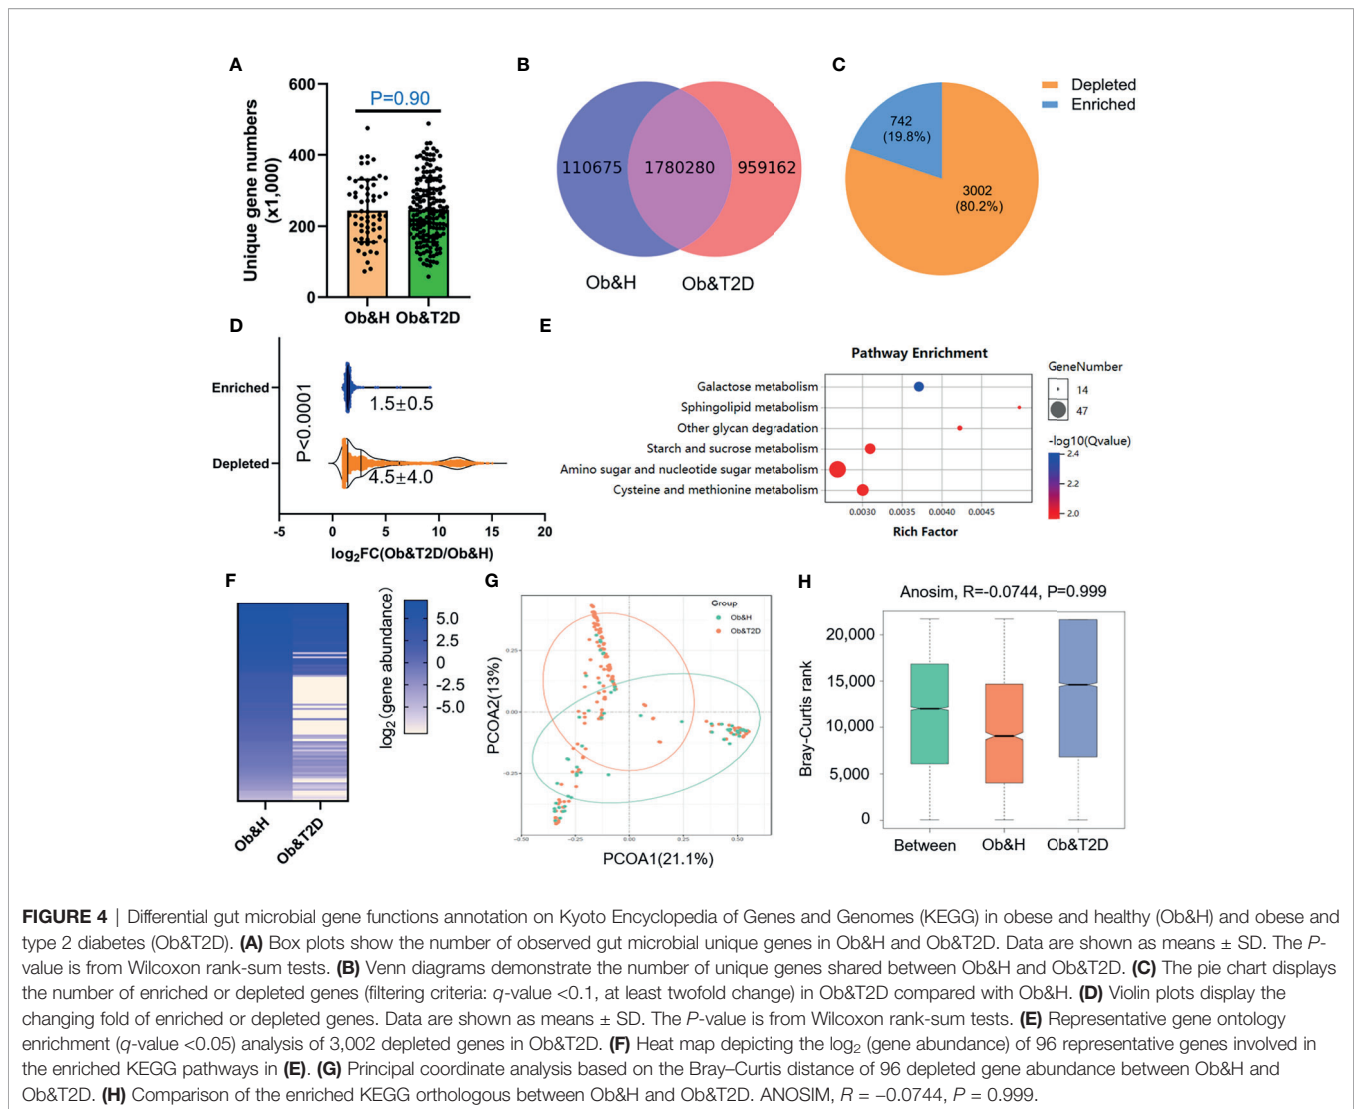 A
Unique gene numbers
(x1,000)
600
400
200
0
P=0.90
Ob&H Ob&T2D
B
110675 1780280 959162
Ob&H Ob&T2D
C
Depleted
Enriched
742
(19.8%)
3002
(80.2%)
D
Enriched
Depleted
P<0.0001
1.5±0.5
4.5±4.0
-5 0 5 10 15 20
log₂FC(Ob&T2D/Ob&H)
E
Pathway Enrichment
Galactose metabolism
Sphingolipid metabolism
Other glycan degradation
Starch and sucrose metabolism
Amino sugar and nucleotide sugar metabolism
Cysteine and methionine metabolism
0.0030 0.0035 0.0040 0.0045
Rich Factor
GeneNumber
14
47
-log10(Qvalue)
2.4
2.2
2.0
F
Ob&H
Ob&T2D
log₂(gene abundance)
5.0
2.5
0
-2.5
-5.0
G
Group
Ob&H
Ob&T2D
PCOA2(13%)
0.25
0.00
-0.25
-0.50 -0.25 0.00 0.25 0.50
PCOA1(21.1%)
H
Anosim, R=-0.0744, P=0.999
Bray-Curtis rank
20,000
15,000
10,000
5,000
0
Between Ob&H Ob&T2D
FIGURE 4 | Differential gut microbial gene functions annotation on Kyoto Encyclopedia of Genes and Genomes (KEGG) in obese and healthy (Ob&H) and obese and
type 2 diabetes (Ob&T2D). (A) Box plots show the number of observed gut microbial unique genes in Ob&H and Ob&T2D. Data are shown as means ± SD. The P-
value is from Wilcoxon rank-sum tests. (B) Venn diagrams demonstrate the number of unique genes shared between Ob&H and Ob&T2D. (C) The pie chart displays
the number of enriched or depleted genes (filtering criteria: q-value <0.1, at least twofold change) in Ob&T2D compared with Ob&H. (D) Violin plots display the
changing fold of enriched or depleted genes. Data are shown as means ± SD. The P-value is from Wilcoxon rank-sum tests. (E) Representative gene ontology
enrichment (q-value <0.05) analysis of 3,002 depleted genes in Ob&T2D. (F) Heat map depicting the log₂ (gene abundance) of 96 representative genes involved in
the enriched KEGG pathways in (E). (G) Principal coordinate analysis based on the Bray–Curtis distance of 96 depleted gene abundance between Ob&H and
Ob&T2D. (H) Comparison of the enriched KEGG orthologous between Ob&H and Ob&T2D. ANOSIM, R = −0.0744, P = 0.999.